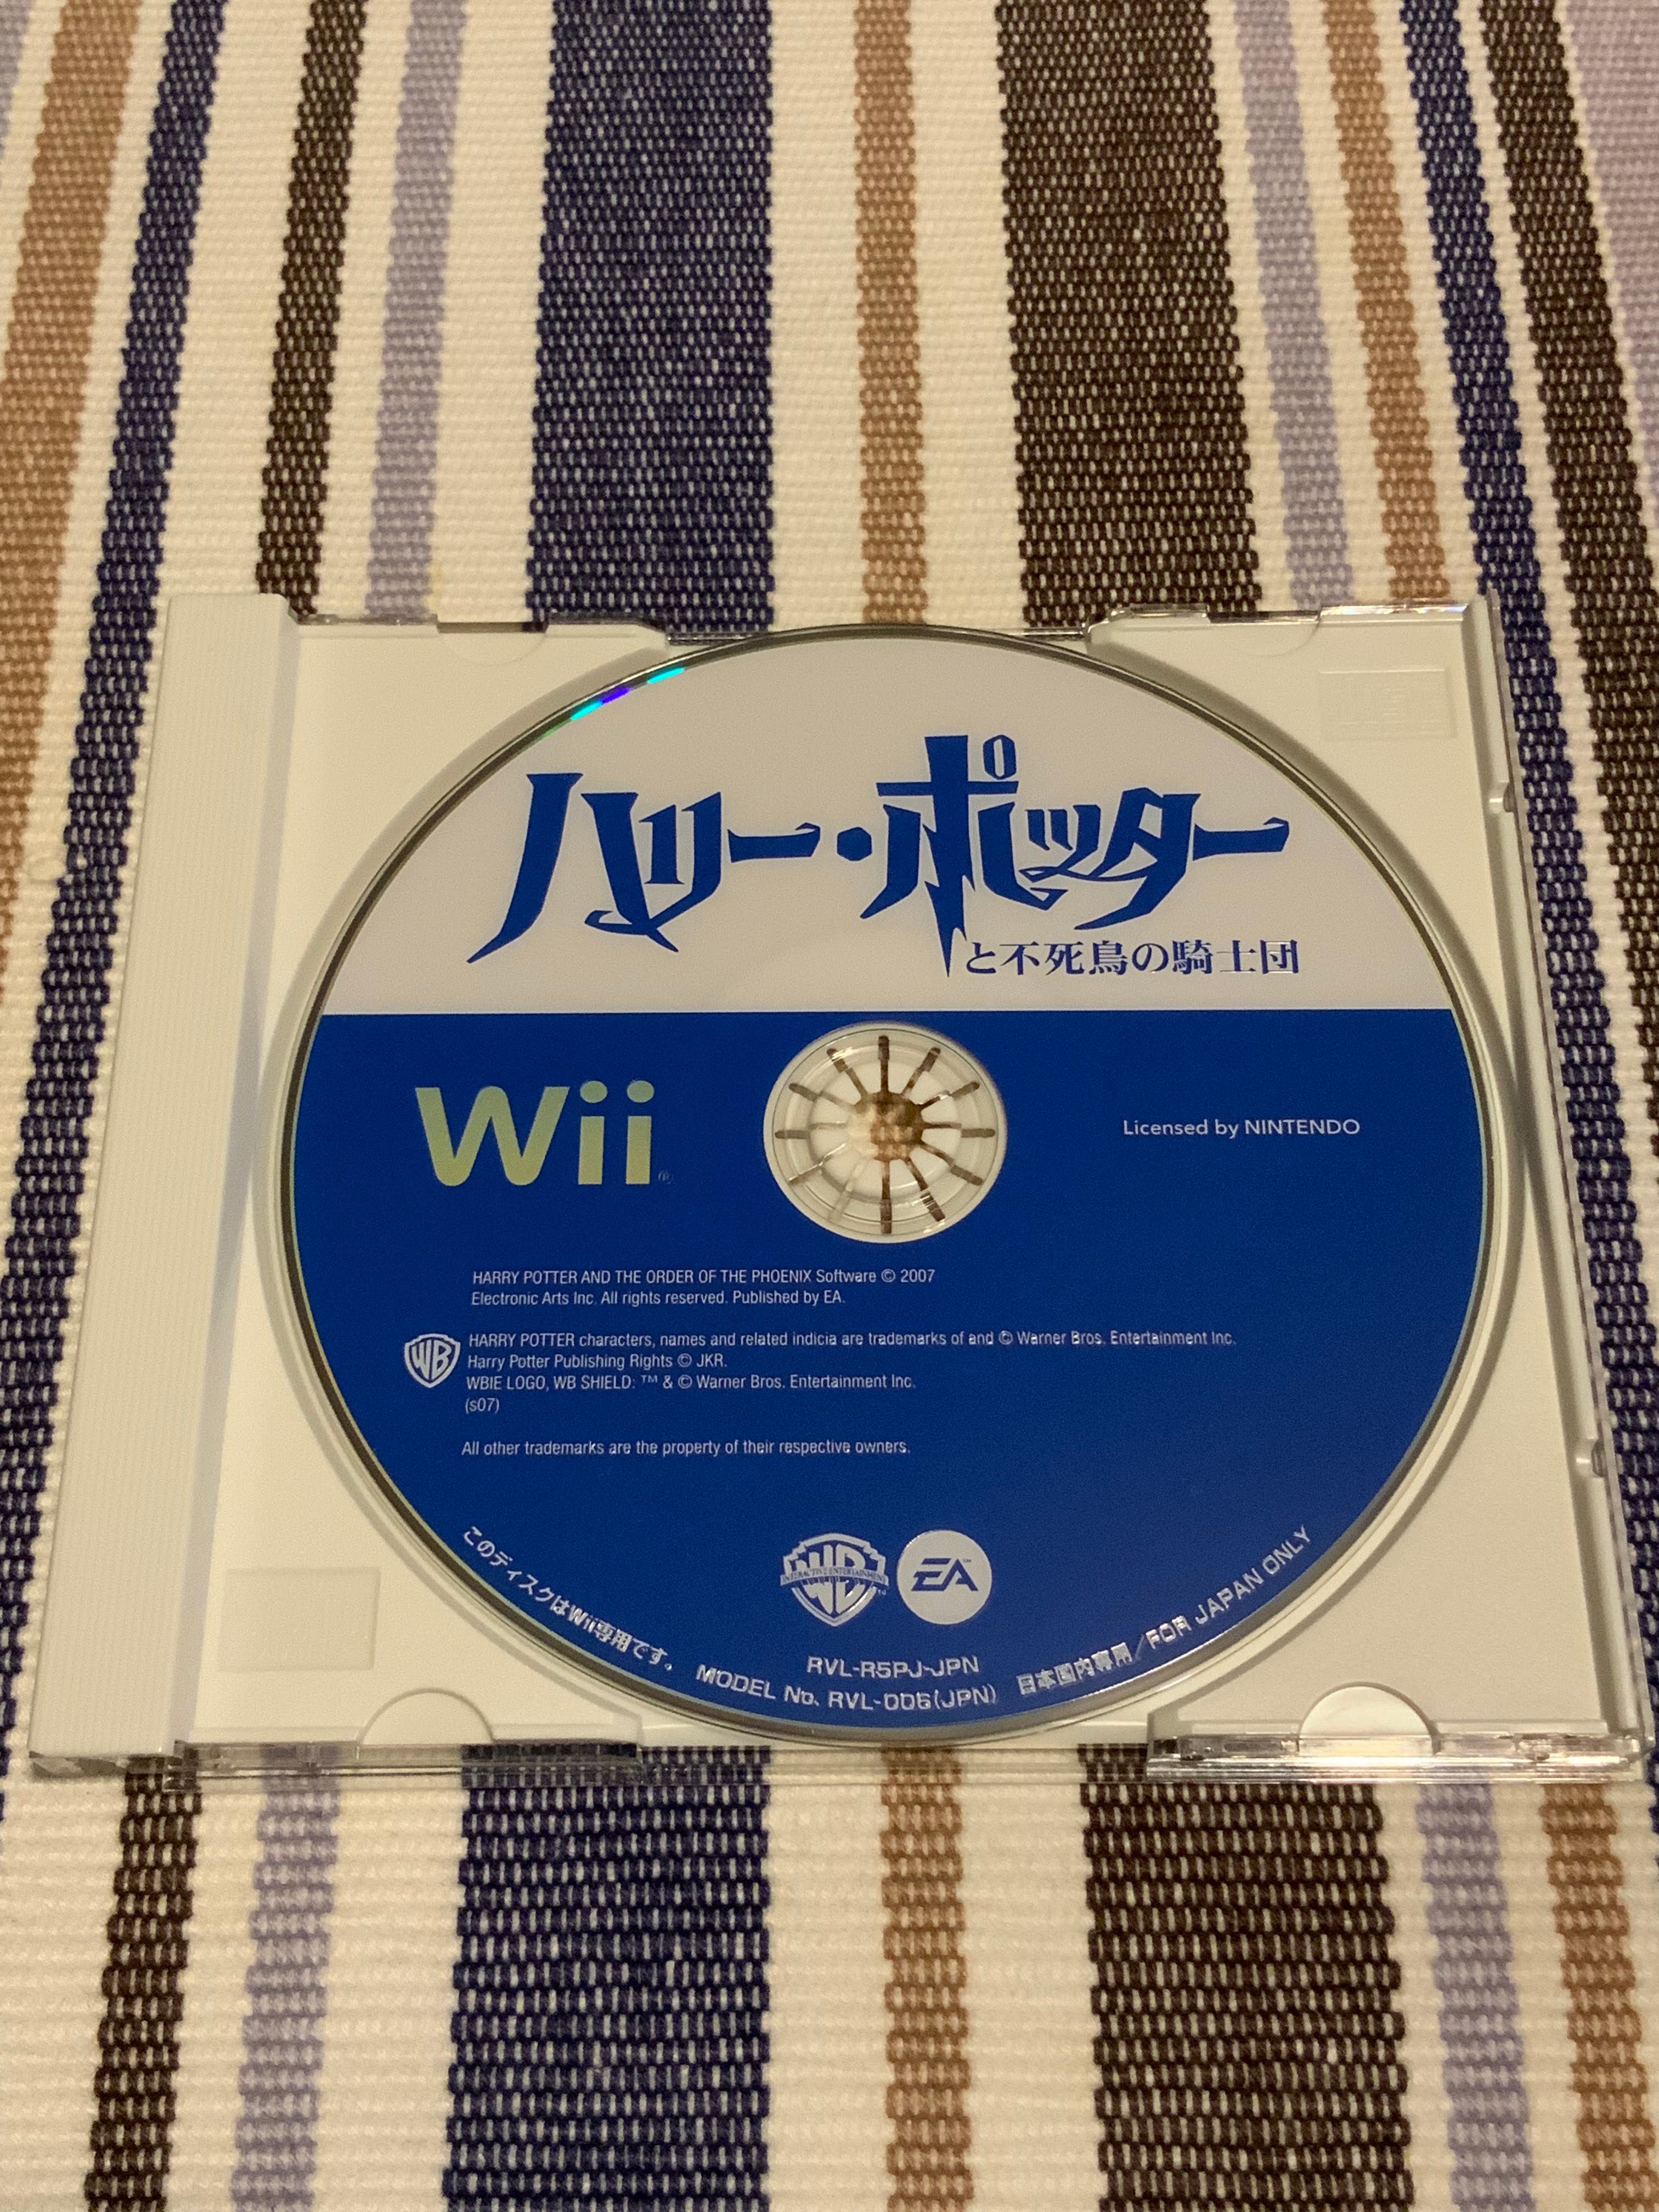 ハリー・ポッター
と不死鳥の騎士団
Wii
Licensed by NINTENDO
HARRY POTTER AND THE ORDER OF THE PHOENIX Software © 2007
Electronic Arts Inc. All rights reserved. Published by EA.
WB
HARRY POTTER characters, names and related indicia are trademarks of and © Warner Bros. Entertainment Inc.
Harry Potter Publishing Rights © JKR.
WBIE LOGO, WB SHIELD: ™ & © Warner Bros. Entertainment Inc.
(s07)
All other trademarks are the property of their respective owners.
WB
INTERACTIVE ENTERTAINMENT
EA
RVL-R5PJ-JPN
このディスクはWii専用です。 MODEL No. RVL-006(JPN) 日本国内専用/FOR JAPAN ONLY